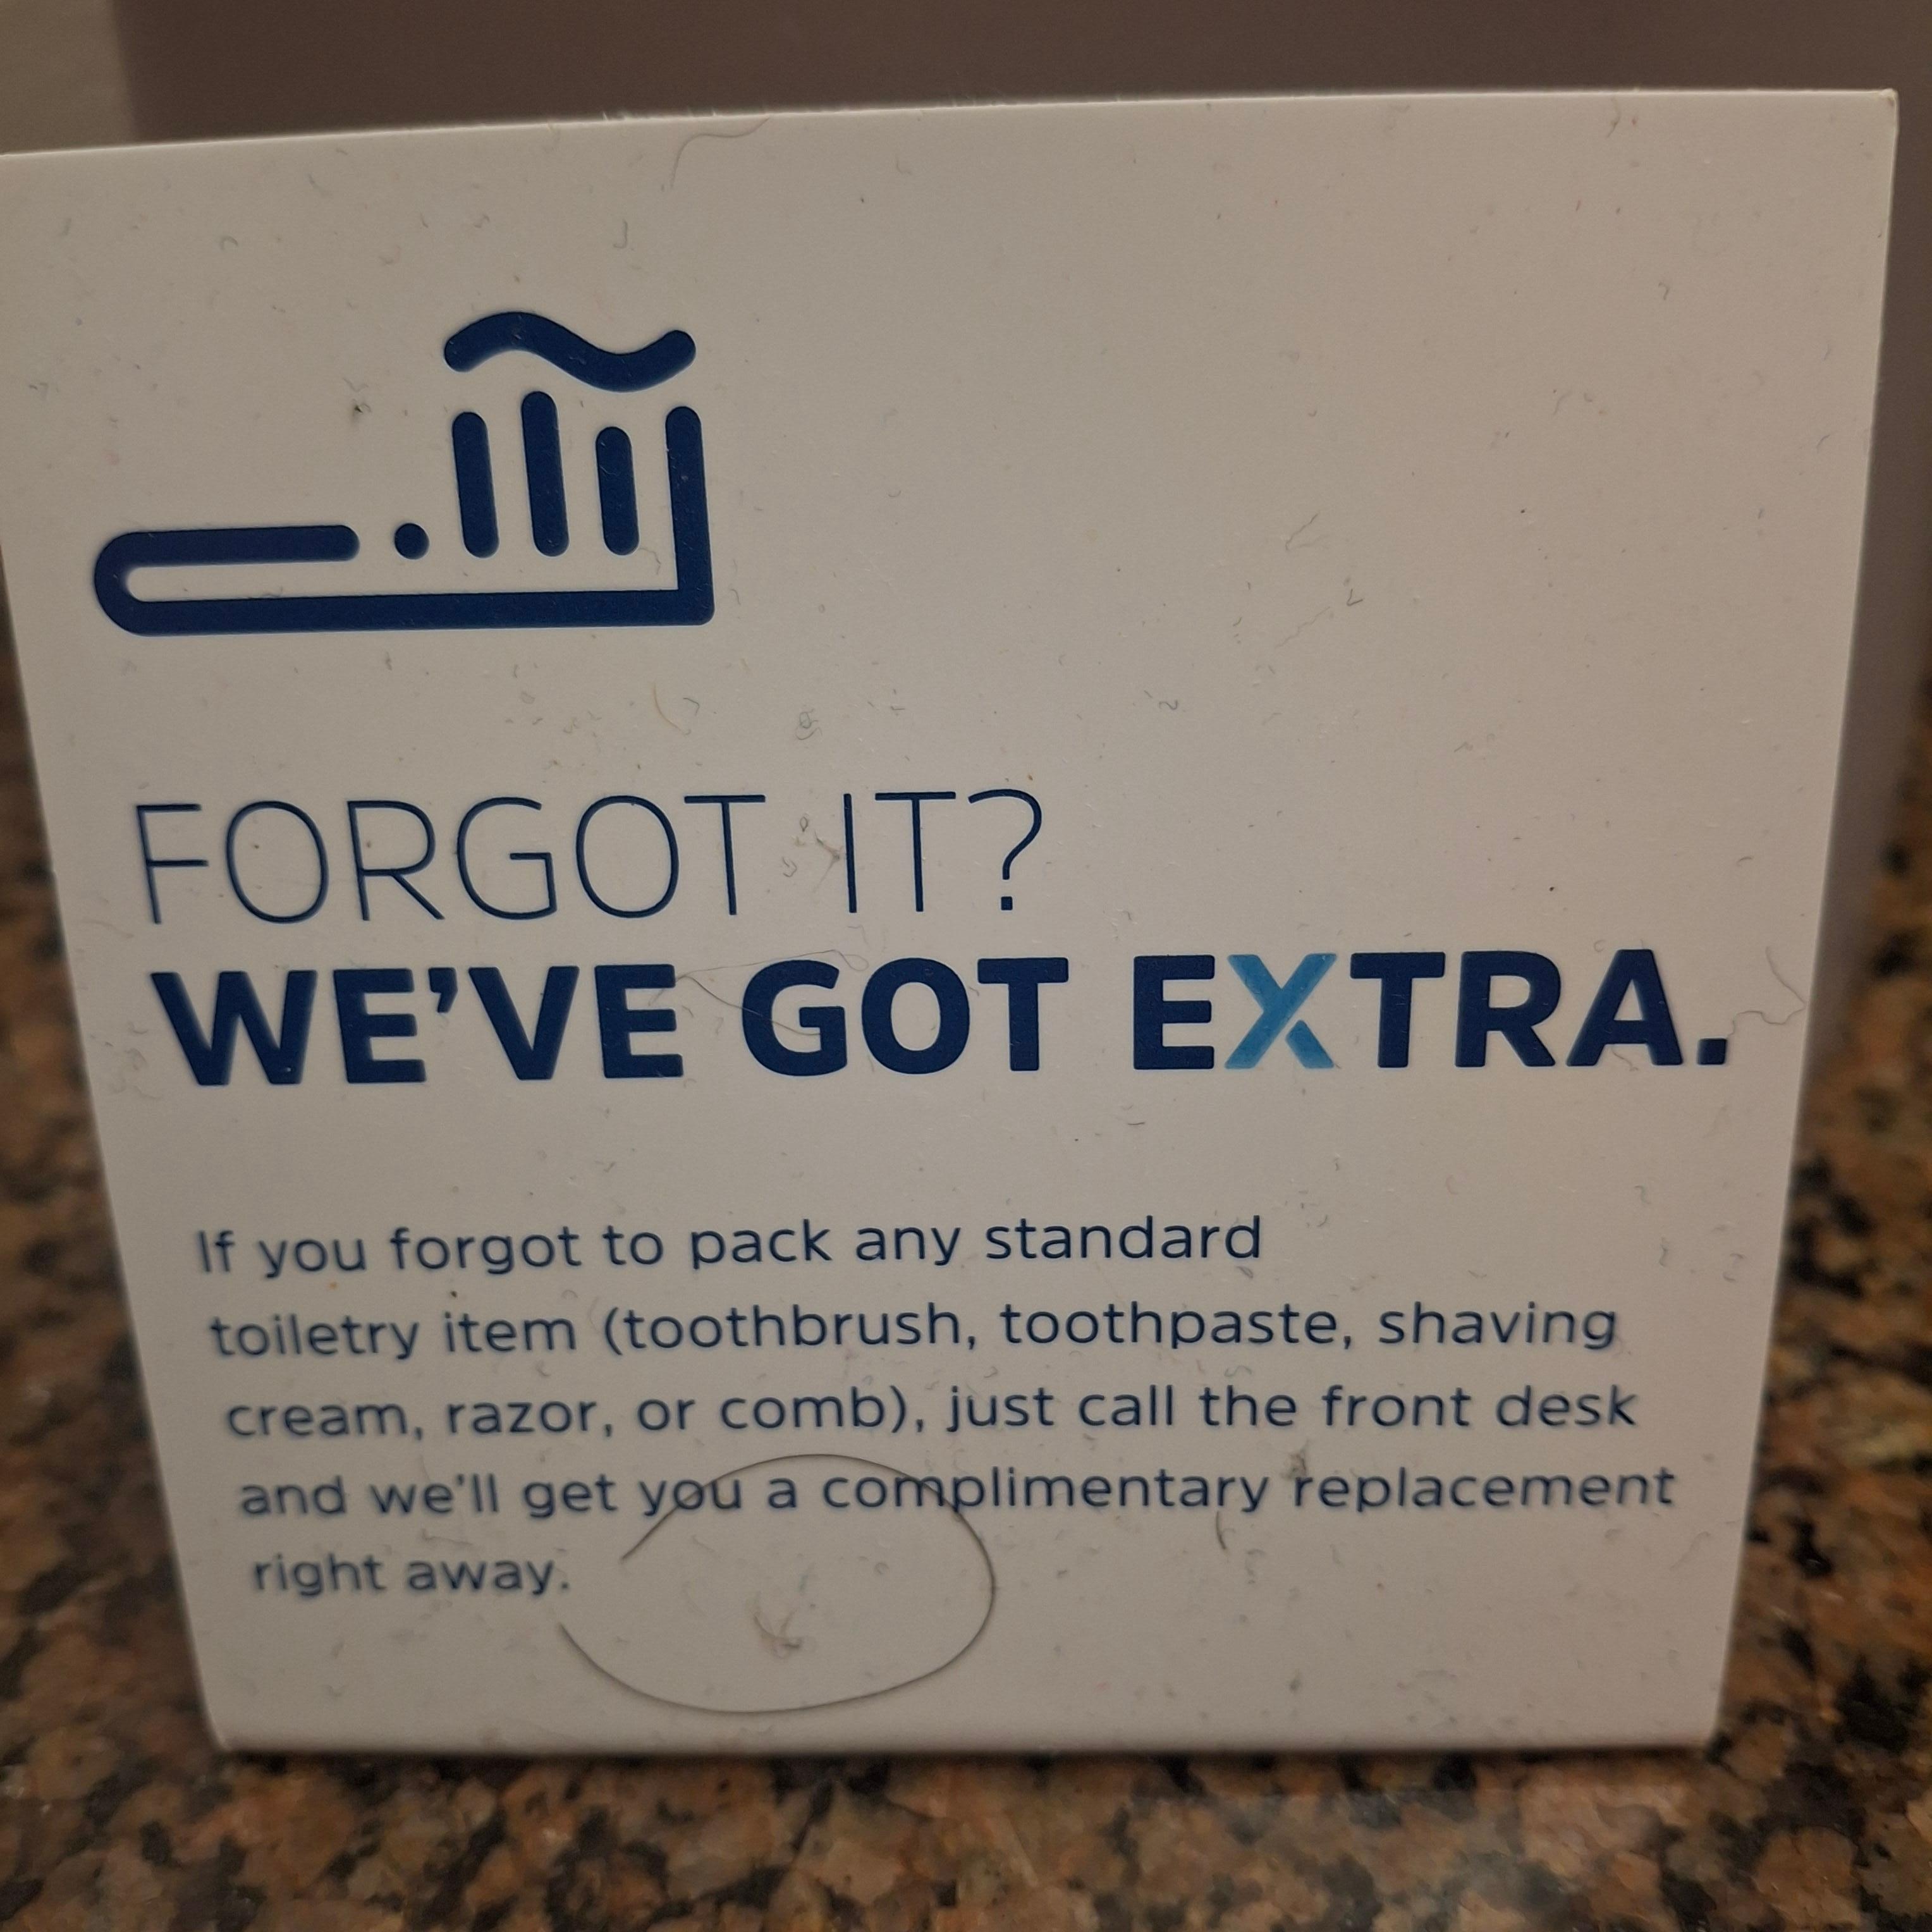 FORGOT IT?
WE'VE GOT EXTRA.
If you forgot to pack any standard
toiletry item (toothbrush, toothpaste, shaving
cream, razor, or comb), just call the front desk
and we'll get you a complimentary replacement
right away.